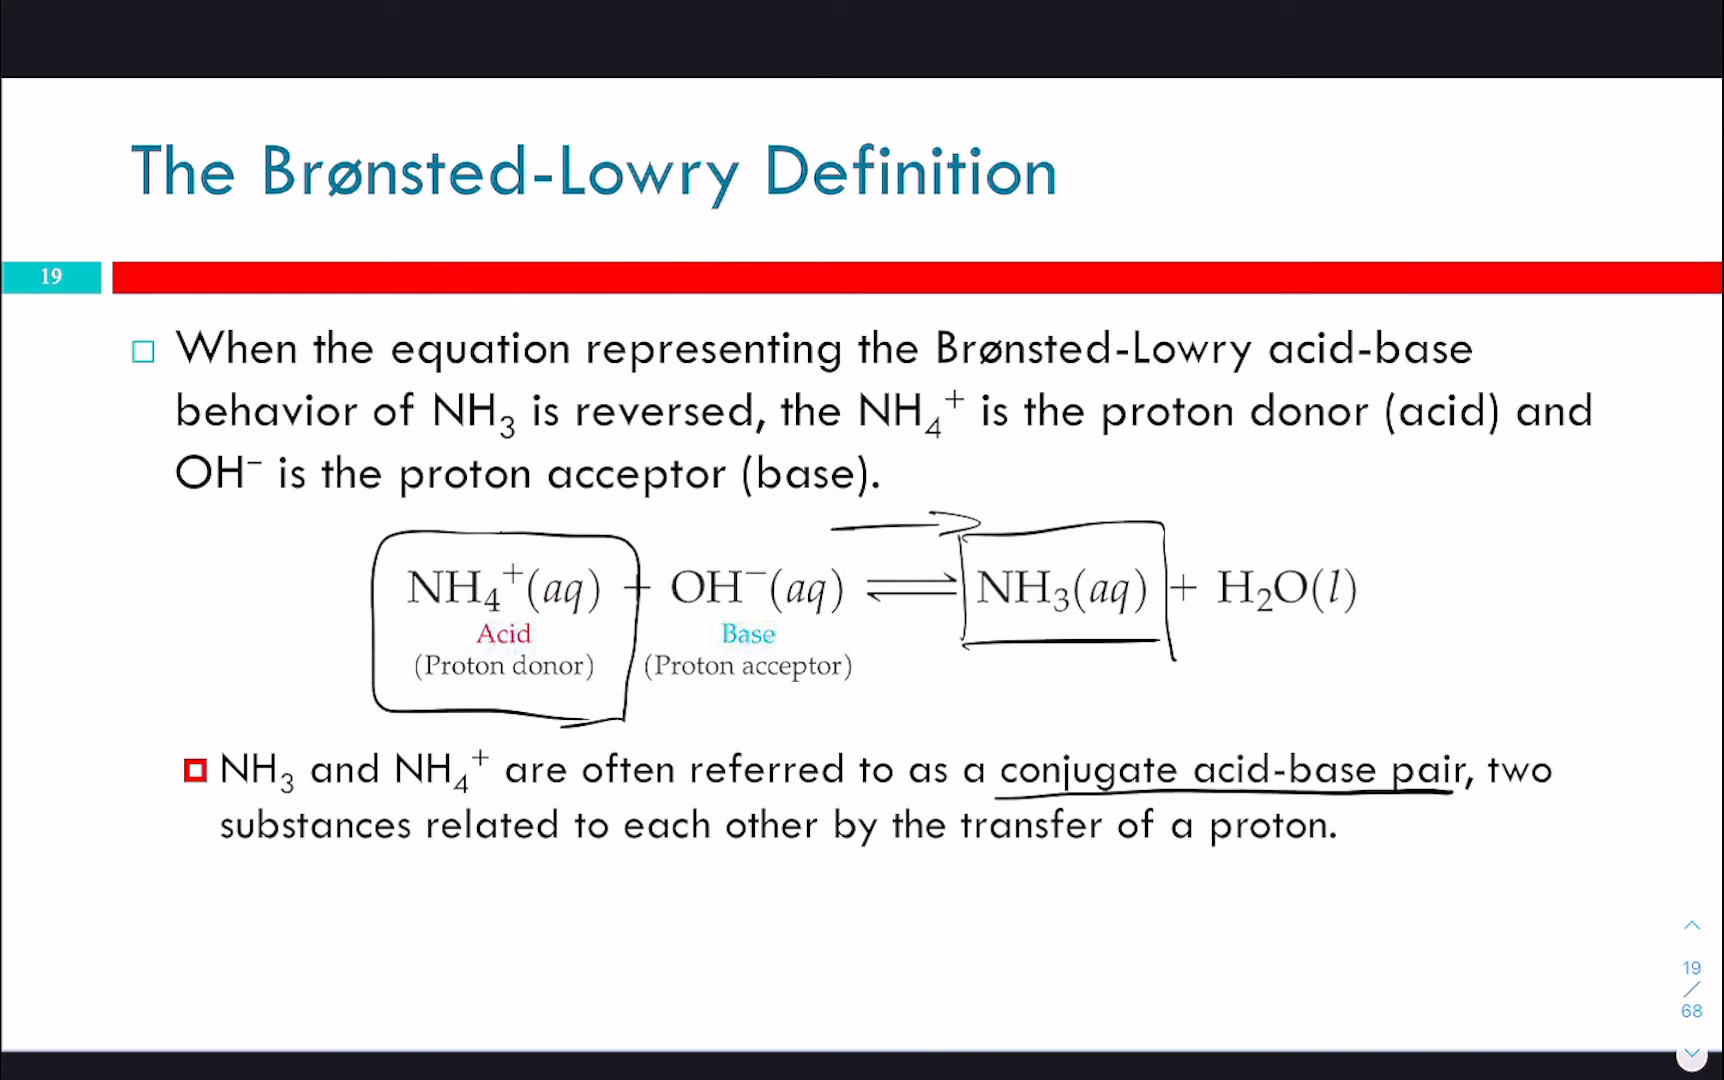 The Brønsted-Lowry Definition
19
When the equation representing the Brønsted-Lowry acid-base
behavior of NH₃ is reversed, the NH₄⁺ is the proton donor (acid) and
OH⁻ is the proton acceptor (base).
NH₄⁺(aq) + OH⁻(aq) ⇌ NH₃(aq) + H₂O(l)
Acid Base
(Proton donor) (Proton acceptor)
NH₃ and NH₄⁺ are often referred to as a conjugate acid-base pair, two
substances related to each other by the transfer of a proton.
19
/
68